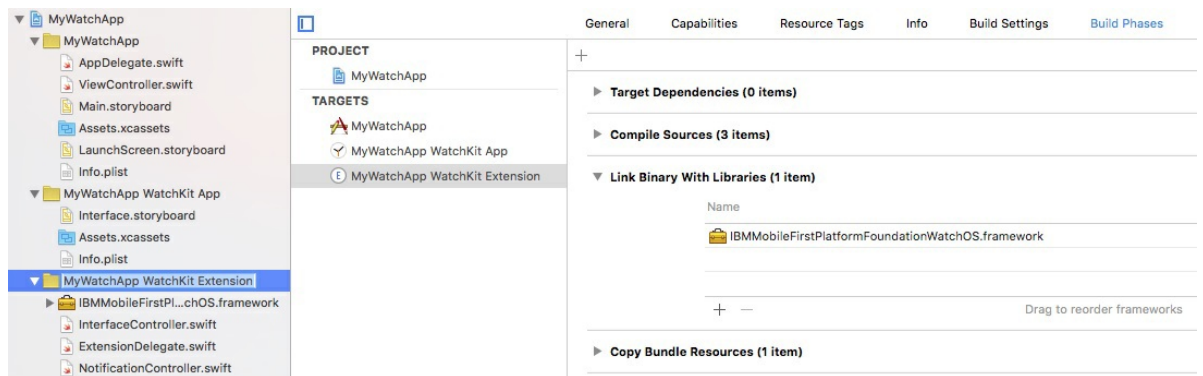 MyWatchApp
MyWatchApp
AppDelegate.swift
ViewController.swift
Main.storyboard
Assets.xcassets
LaunchScreen.storyboard
Info.plist
MyWatchApp WatchKit App
Interface.storyboard
Assets.xcassets
Info.plist
MyWatchApp WatchKit Extension
IBMMobileFirstPl...chOS.framework
InterfaceController.swift
ExtensionDelegate.swift
NotificationController.swift
PROJECT
MyWatchApp
TARGETS
MyWatchApp
MyWatchApp WatchKit App
E MyWatchApp WatchKit Extension
General Capabilities Resource Tags Info Build Settings Build Phases
+
Target Dependencies (0 items)
Compile Sources (3 items)
Link Binary With Libraries (1 item)
Name
IBMMobileFirstPlatformFoundationWatchOS.framework
+ — Drag to reorder frameworks
Copy Bundle Resources (1 item)